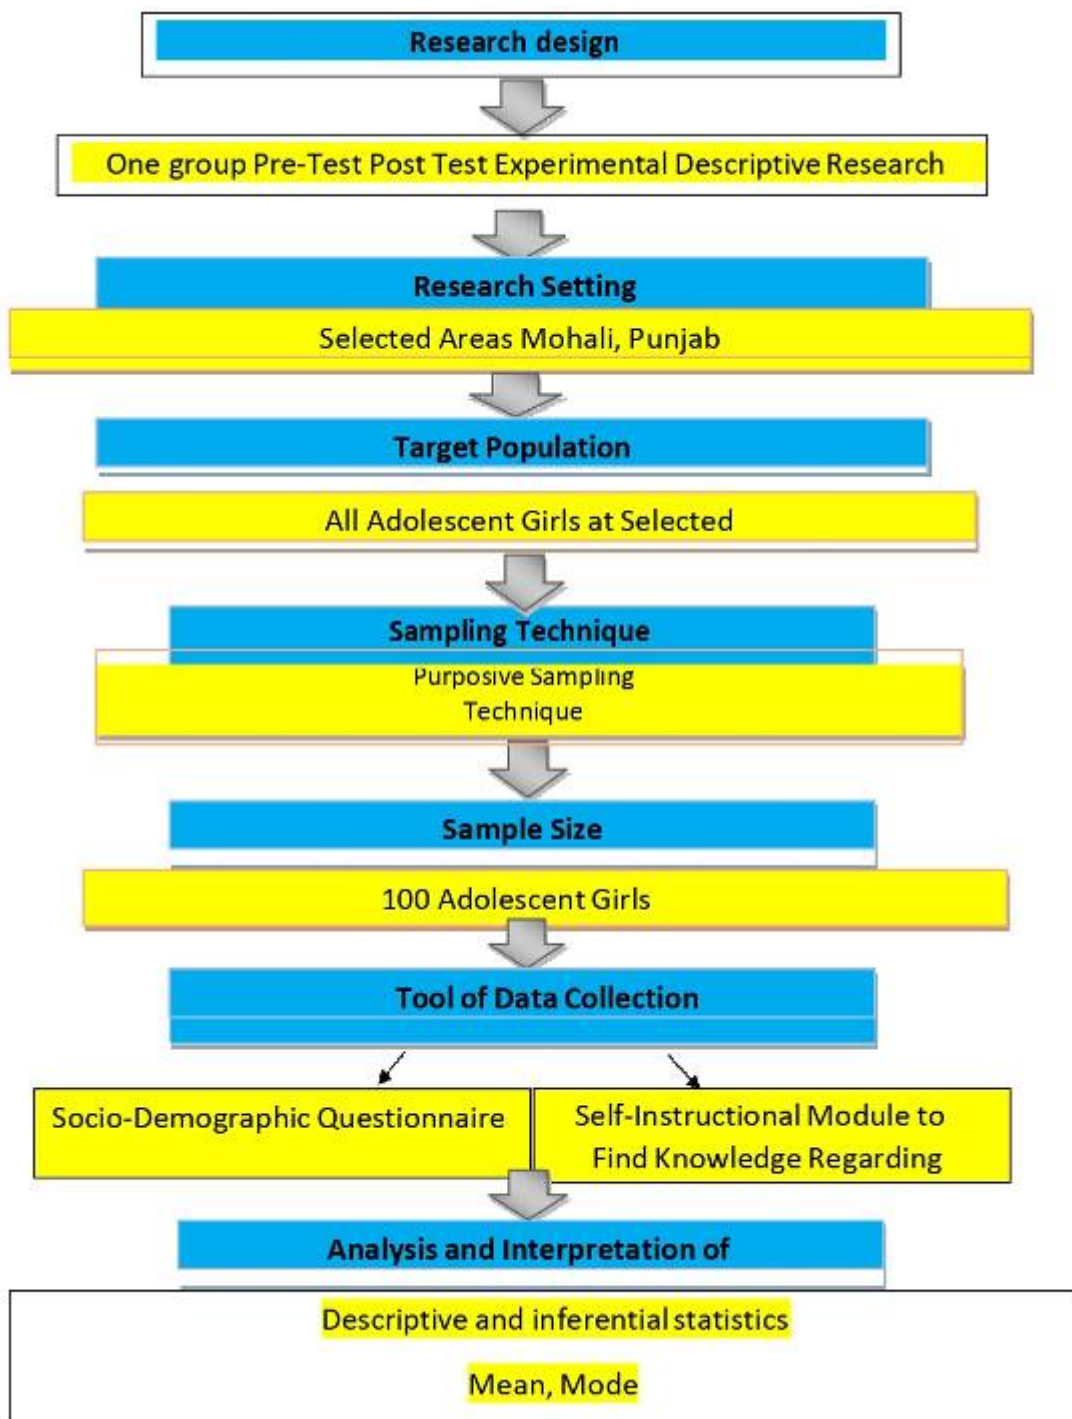 Research design
One group Pre-Test Post Test Experimental Descriptive Research
Research Setting
Selected Areas Mohali, Punjab
Target Population
All Adolescent Girls at Selected
Sampling Technique
Purposive Sampling
Technique
Sample Size
100 Adolescent Girls
Tool of Data Collection
Socio-Demographic Questionnaire
Self-Instructional Module to
Find Knowledge Regarding
Analysis and Interpretation of
Descriptive and inferential statistics
Mean, Mode